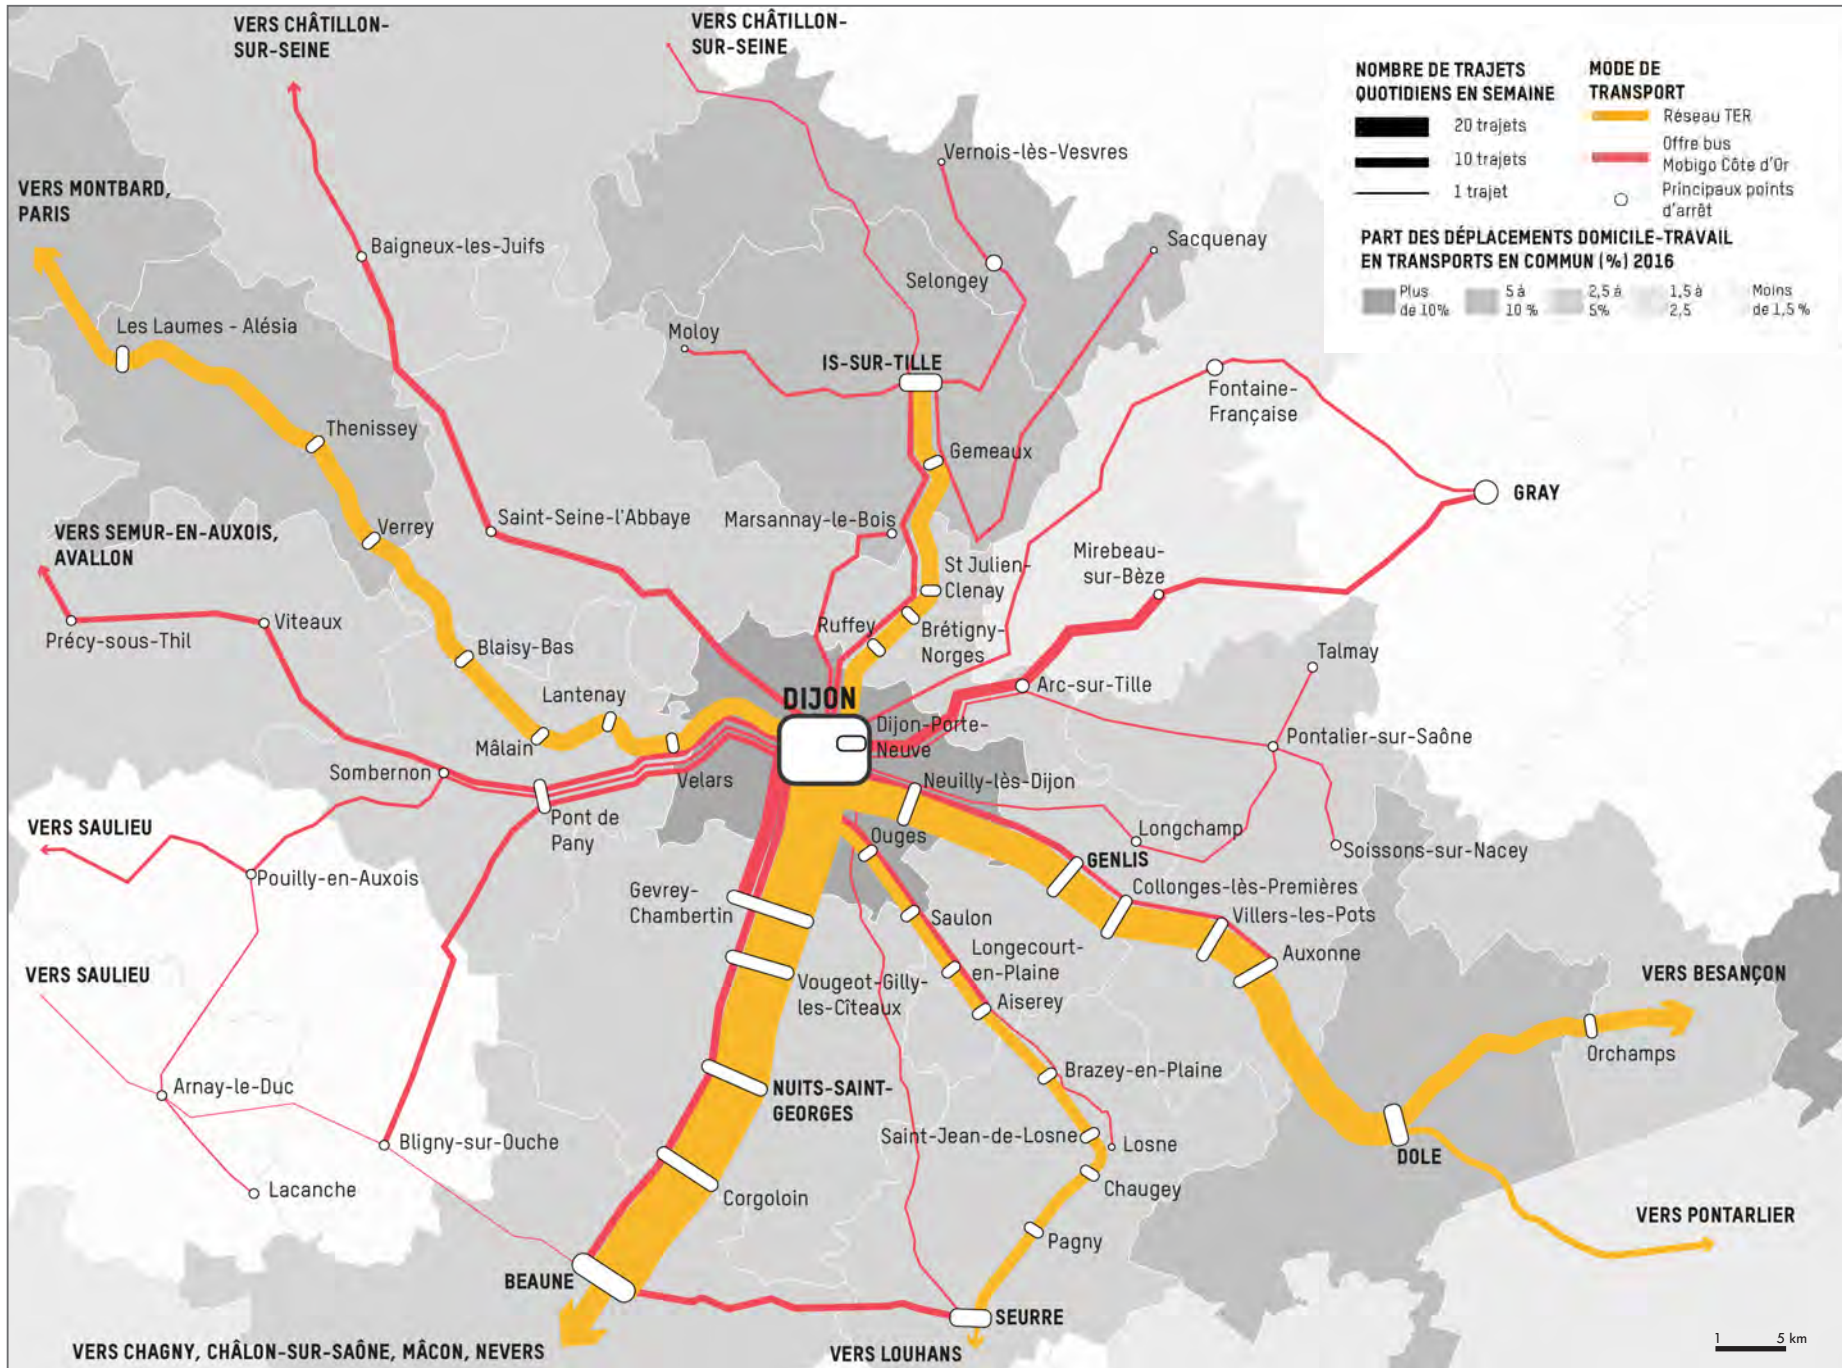 VERS CHÂTILLON-
SUR-SEINE
VERS CHÂTILLON-
SUR-SEINE
NOMBRE DE TRAJETS
QUOTIDIENS EN SEMAINE
20 trajets
10 trajets
1 trajet
MODE DE
TRANSPORT
Réseau TER
Offre bus
Mobigo Côte d'Or
Principaux points
d'arrêt
PART DES DÉPLACEMENTS DOMICILE-TRAVAIL
EN TRANSPORTS EN COMMUN (%) 2016
Plus
de 10%
5 à
10 %
2,5 à
5%
1,5 à
2,5
Moins
de 1,5 %
VERS MONTBARD,
PARIS
Vernois-lès-Vesvres
Baigneux-les-Juifs
Sacquenay
Selongey
Les Laumes - Alésia
Moloy
IS-SUR-TILLE
Fontaine-
Française
Thenissey
Gemeaux
GRAY
VERS SEMUR-EN-AUXOIS,
AVALLON
Verrey
Saint-Seine-l'Abbaye
Marsannay-le-Bois
St Julien-
Clenay
Mirebeau-
sur-Bèze
Précy-sous-Thil
Viteaux
Blaisy-Bas
Ruffey
Brétigny-
Norges
Talmay
Lantenay
DIJON
Arc-sur-Tille
Dijon-Porte-
Neuve
Mâlain
Pontalier-sur-Saône
Sombernon
Velars
Neuilly-lès-Dijon
VERS SAULIEU
Pont de
Pany
Ouges
Longchamp
Soissons-sur-Nacey
GENLIS
Pouilly-en-Auxois
Collonges-lès-Premières
Gevrey-
Chambertin
Saulon
Villers-les-Pots
Longecourt-
en-Plaine
Auxonne
VERS SAULIEU
Vougeot-Gilly-
les-Cîteaux
Aiserey
VERS BESANÇON
Orchamps
Arnay-le-Duc
NUITS-SAINT-
GEORGES
Brazey-en-Plaine
Bligny-sur-Ouche
Saint-Jean-de-Losne
Losne
DOLE
Lacanche
Corgoloin
Chaugey
VERS PONTARLIER
Pagny
BEAUNE
SEURRE
VERS CHAGNY, CHÂLON-SUR-SAÔNE, MÂCON, NEVERS
VERS LOUHANS
1 5 km